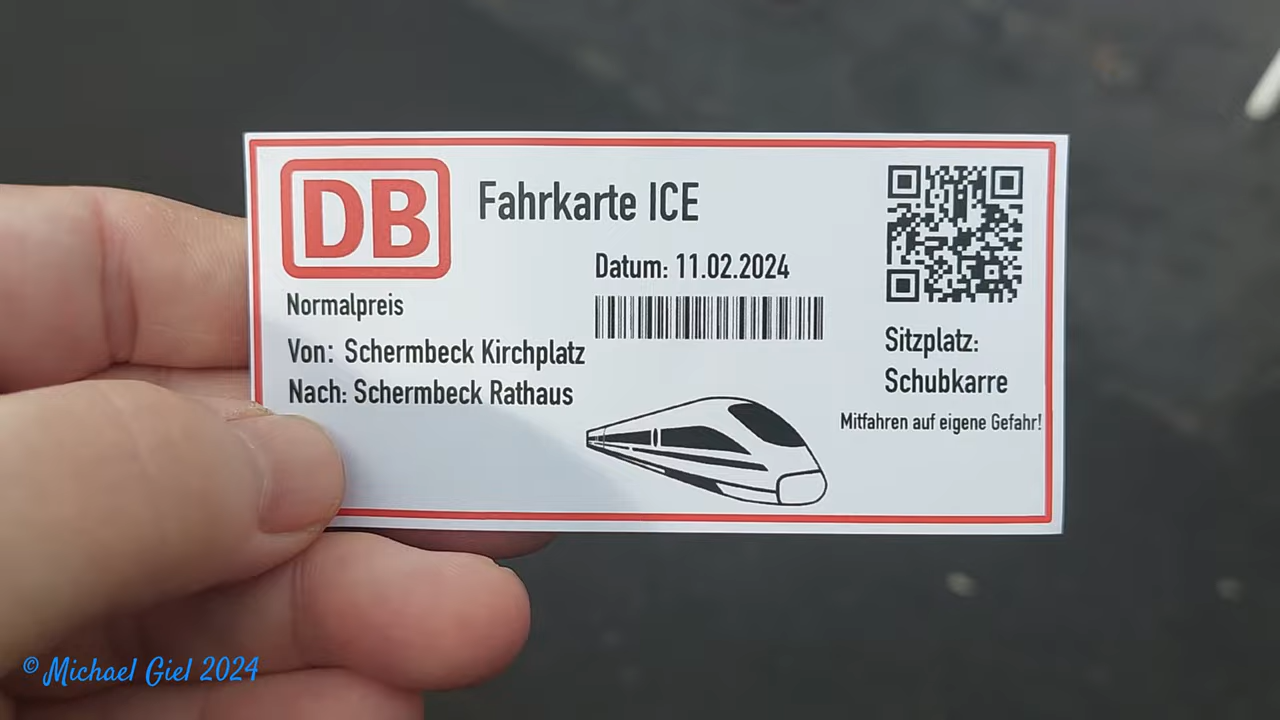 DB
Fahrkarte ICE
Datum: 11.02.2024
Normalpreis
Von: Schermbeck Kirchplatz
Nach: Schermbeck Rathaus
Sitzplatz:
Schubkarre
Mitfahren auf eigene Gefahr!
© Michael Giel 2024